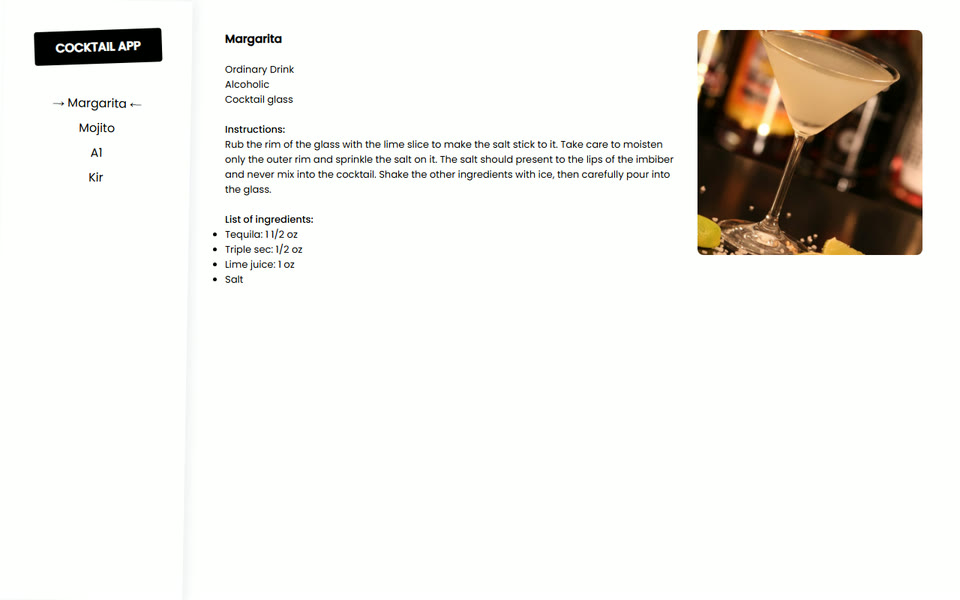 COCKTAIL APP
→ Margarita ←
Mojito
A1
Kir
Margarita
Ordinary Drink
Alcoholic
Cocktail glass
Instructions:
Rub the rim of the glass with the lime slice to make the salt stick to it. Take care to moisten
only the outer rim and sprinkle the salt on it. The salt should present to the lips of the imbiber
and never mix into the cocktail. Shake the other ingredients with ice, then carefully pour into
the glass.
List of ingredients:
• Tequila: 1 1/2 oz
• Triple sec: 1/2 oz
• Lime juice: 1 oz
• Salt